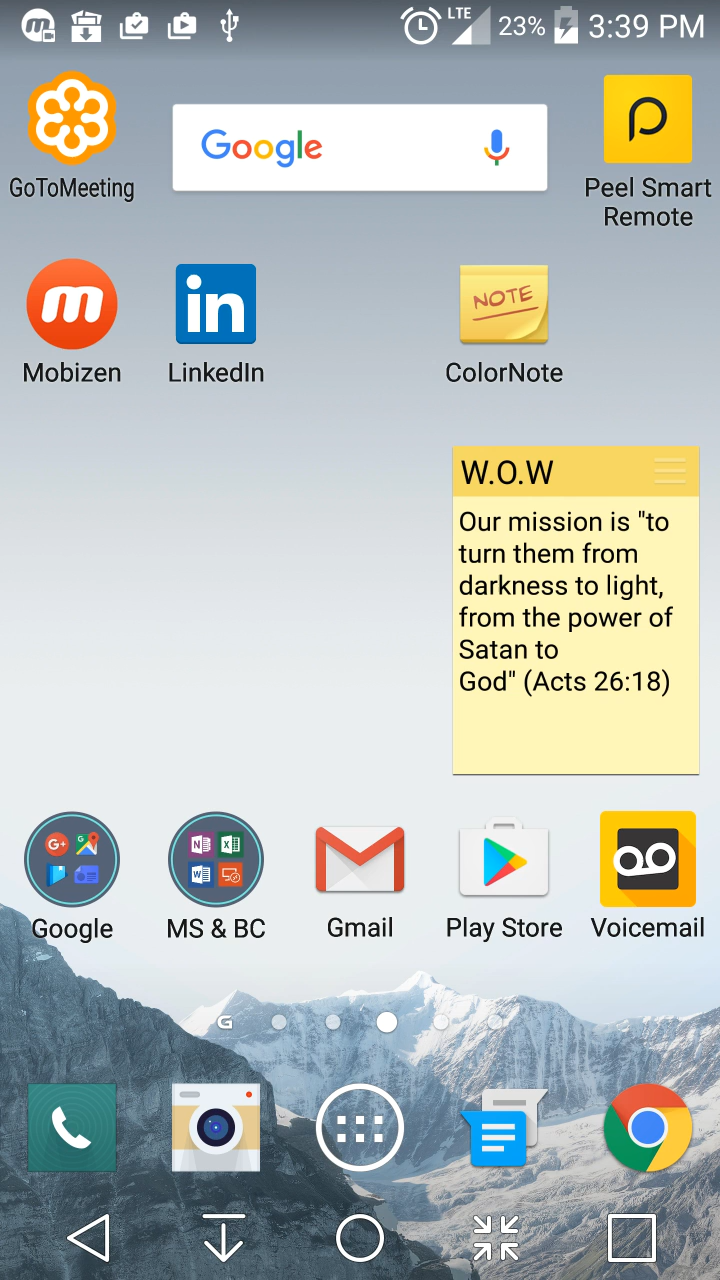 LTE 23% 3:39 PM
Google
GoToMeeting
Peel Smart
Remote
in
NOTE
Mobizen
LinkedIn
ColorNote
W.O.W
Our mission is "to
turn them from
darkness to light,
from the power of
Satan to
God" (Acts 26:18)
Google
MS & BC
Gmail
Play Store
Voicemail